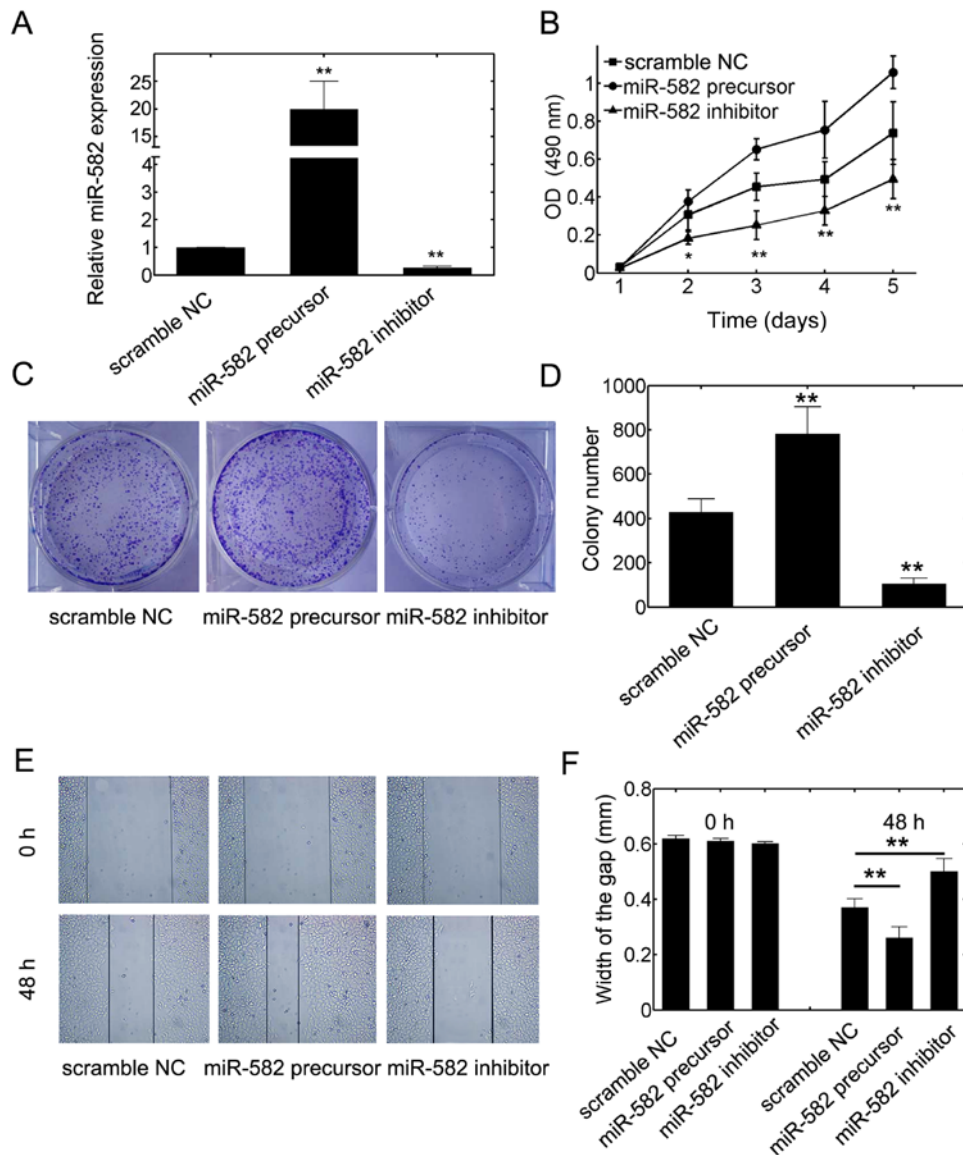 A
Relative miR-582 expression
25
20
15
4
3
2
1
0
**
**
scramble NC
miR-582 precursor
miR-582 inhibitor
B
OD (490 nm)
1
0.8
0.6
0.4
0.2
0
scramble NC
miR-582 precursor
miR-582 inhibitor
*
**
**
**
1 2 3 4 5
Time (days)
C
scramble NC miR-582 precursor miR-582 inhibitor
D
Colony number
1000
800
600
400
200
0
**
**
scramble NC
miR-582 precursor
miR-582 inhibitor
E
0 h
48 h
scramble NC miR-582 precursor miR-582 inhibitor
F
Width of the gap (mm)
0.8
0.6
0.4
0.2
0
0 h 48 h
**
**
scramble NC
miR-582 precursor
miR-582 inhibitor
scramble NC
miR-582 precursor
miR-582 inhibitor